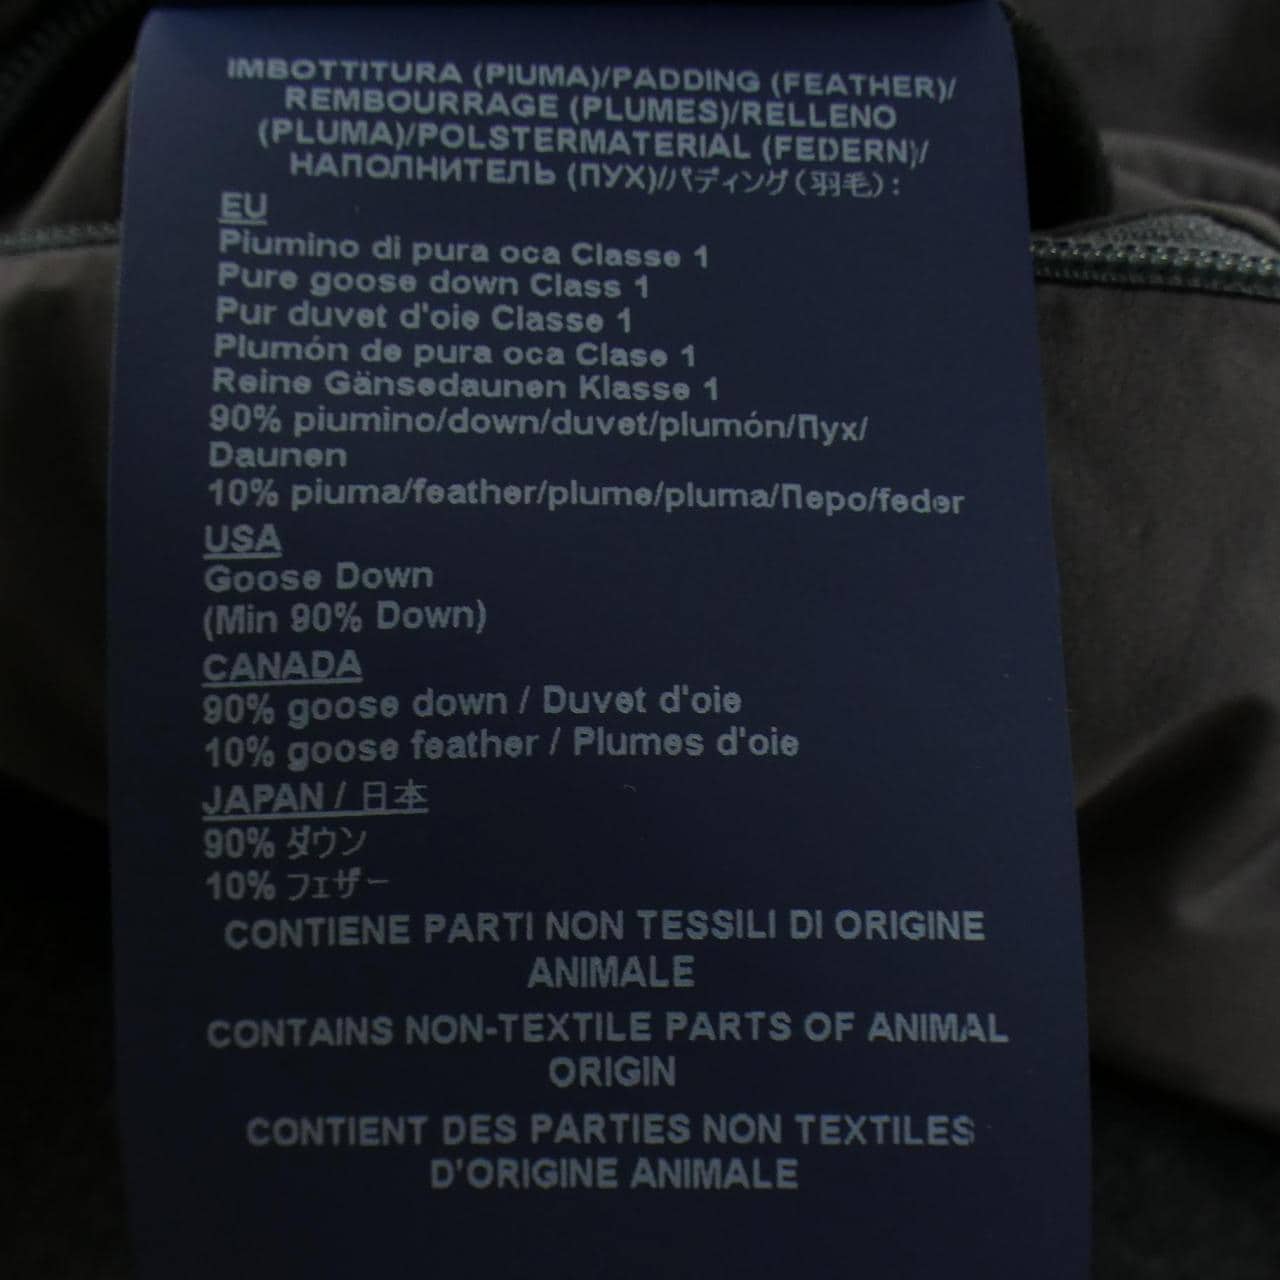 IMBOTTITURA (PIUMA)/PADDING (FEATHER)/
REMBOURRAGE (PLUMES)/RELLENO
(PLUMA)/POLSTERMATERIAL (FEDERN)/
НАПОЛНИТЕЛЬ (ПУХ)/パディング(羽毛):
EU
Piumino di pura oca Classe 1
Pure goose down Class 1
Pur duvet d'oie Classe 1
Plumón de pura oca Clase 1
Reine Gänsedaunen Klasse 1
90% piumino/down/duvet/plumón/Пух/
Daunen
10% piuma/feather/plume/pluma/Перо/feder
USA
Goose Down
(Min 90% Down)
CANADA
90% goose down / Duvet d'oie
10% goose feather / Plumes d'oie
JAPAN / 日本
90% ダウン
10% フェザー
CONTIENE PARTI NON TESSILI DI ORIGINE
ANIMALE
CONTAINS NON-TEXTILE PARTS OF ANIMAL
ORIGIN
CONTIENT DES PARTIES NON TEXTILES
D'ORIGINE ANIMALE